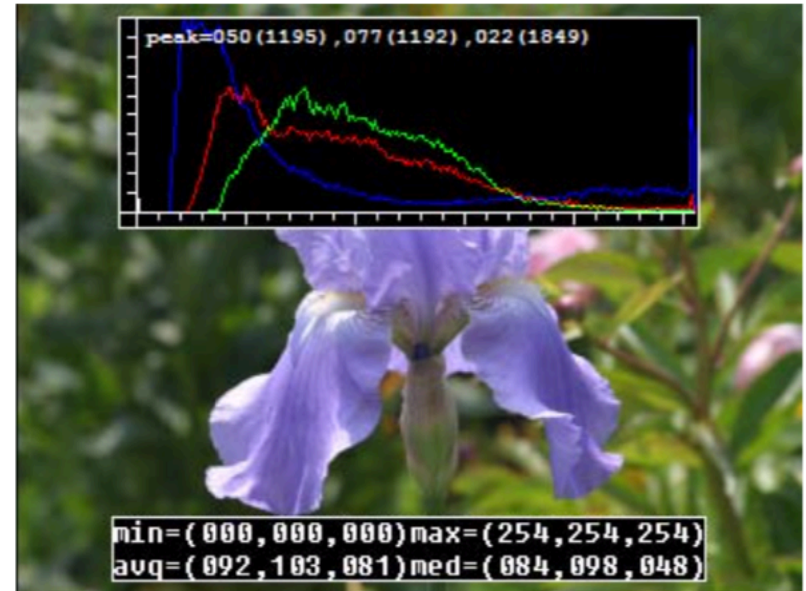 peak=050(1195),077(1192),022(1849)
min=(000,000,000)max=(254,254,254)
avg=(092,103,081)med=(084,098,048)